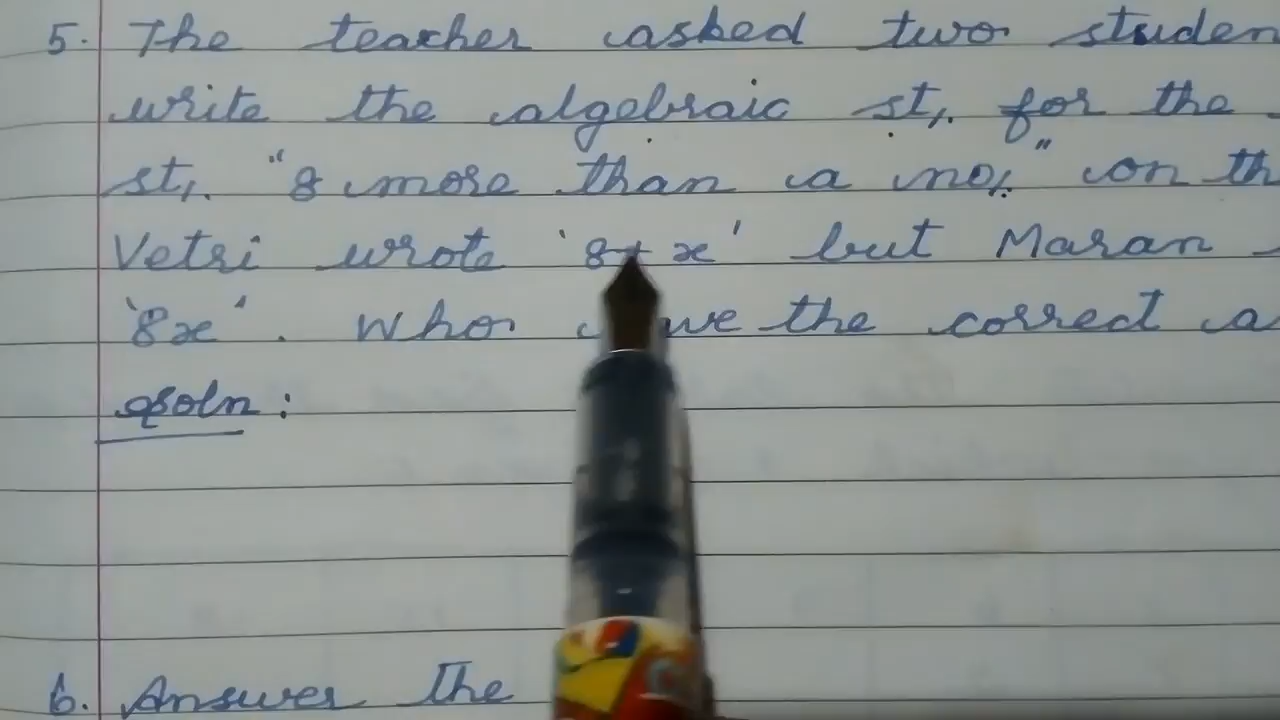 5. The teacher asked two studen
write the algebraic st,. for the
st,. "8 more than a no,." on th
Vetri wrote '8+x' but Maran
'8x'. Who the correct a
Soln:
6. Answer the